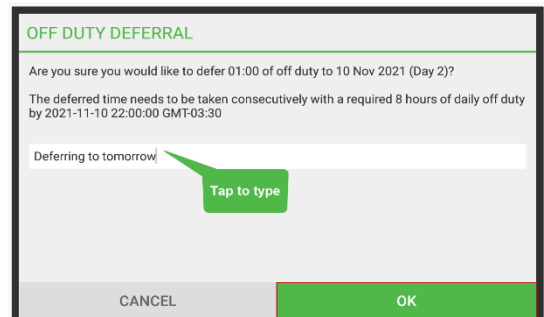 OFF DUTY DEFERRAL
Are you sure you would like to defer 01:00 of off duty to 10 Nov 2021 (Day 2)?
The deferred time needs to be taken consecutively with a required 8 hours of daily off duty
by 2021-11-10 22:00:00 GMT-03:30
Deferring to tomorrow
Tap to type
CANCEL
OK